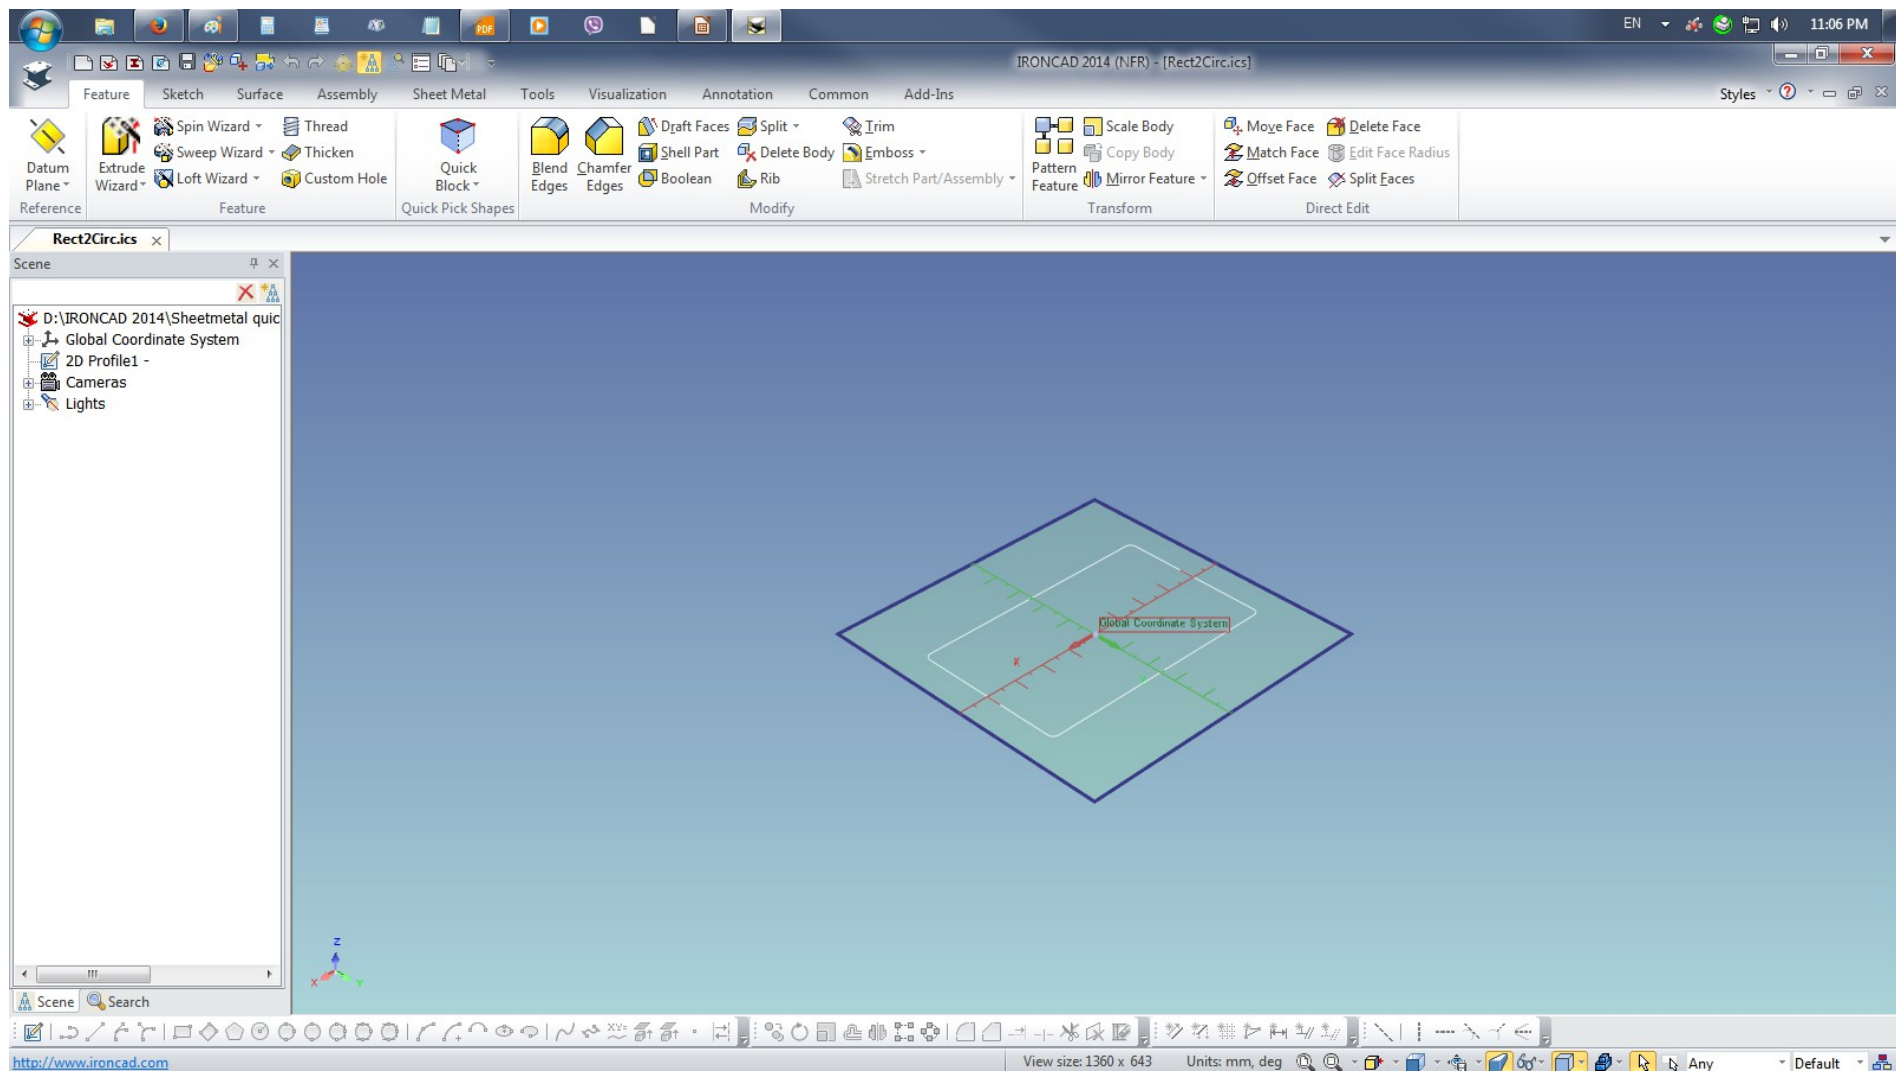 EN 11:06 PM
IRONCAD 2014 (NFR) - [Rect2Circ.ics]
Feature Sketch Surface Assembly Sheet Metal Tools Visualization Annotation Common Add-Ins Styles
Datum Plane
Extrude Wizard
Spin Wizard Thread
Sweep Wizard Thicken
Loft Wizard Custom Hole
Quick Block
Blend Edges
Chamfer Edges
Draft Faces Split Trim
Shell Part Delete Body Emboss
Boolean Rib Stretch Part/Assembly
Pattern Feature
Scale Body
Copy Body
Mirror Feature
Move Face Delete Face
Match Face Edit Face Radius
Offset Face Split Faces
Reference Feature Quick Pick Shapes Modify Transform Direct Edit
Rect2Circ.ics
Scene
D:\IRONCAD 2014\Sheetmetal quic
Global Coordinate System
2D Profile1 -
Cameras
Lights
Global Coordinate System
X
Z
X Y
Scene Search
http://www.ironcad.com View size: 1360 x 643 Units: mm, deg Any Default